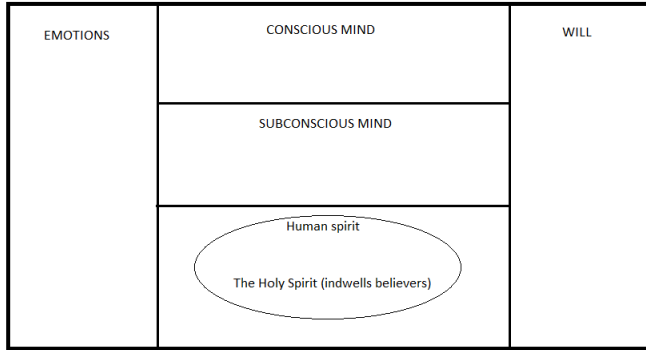 EMOTIONS
CONSCIOUS MIND
WILL
SUBCONSCIOUS MIND
Human spirit
The Holy Spirit (indwells believers)